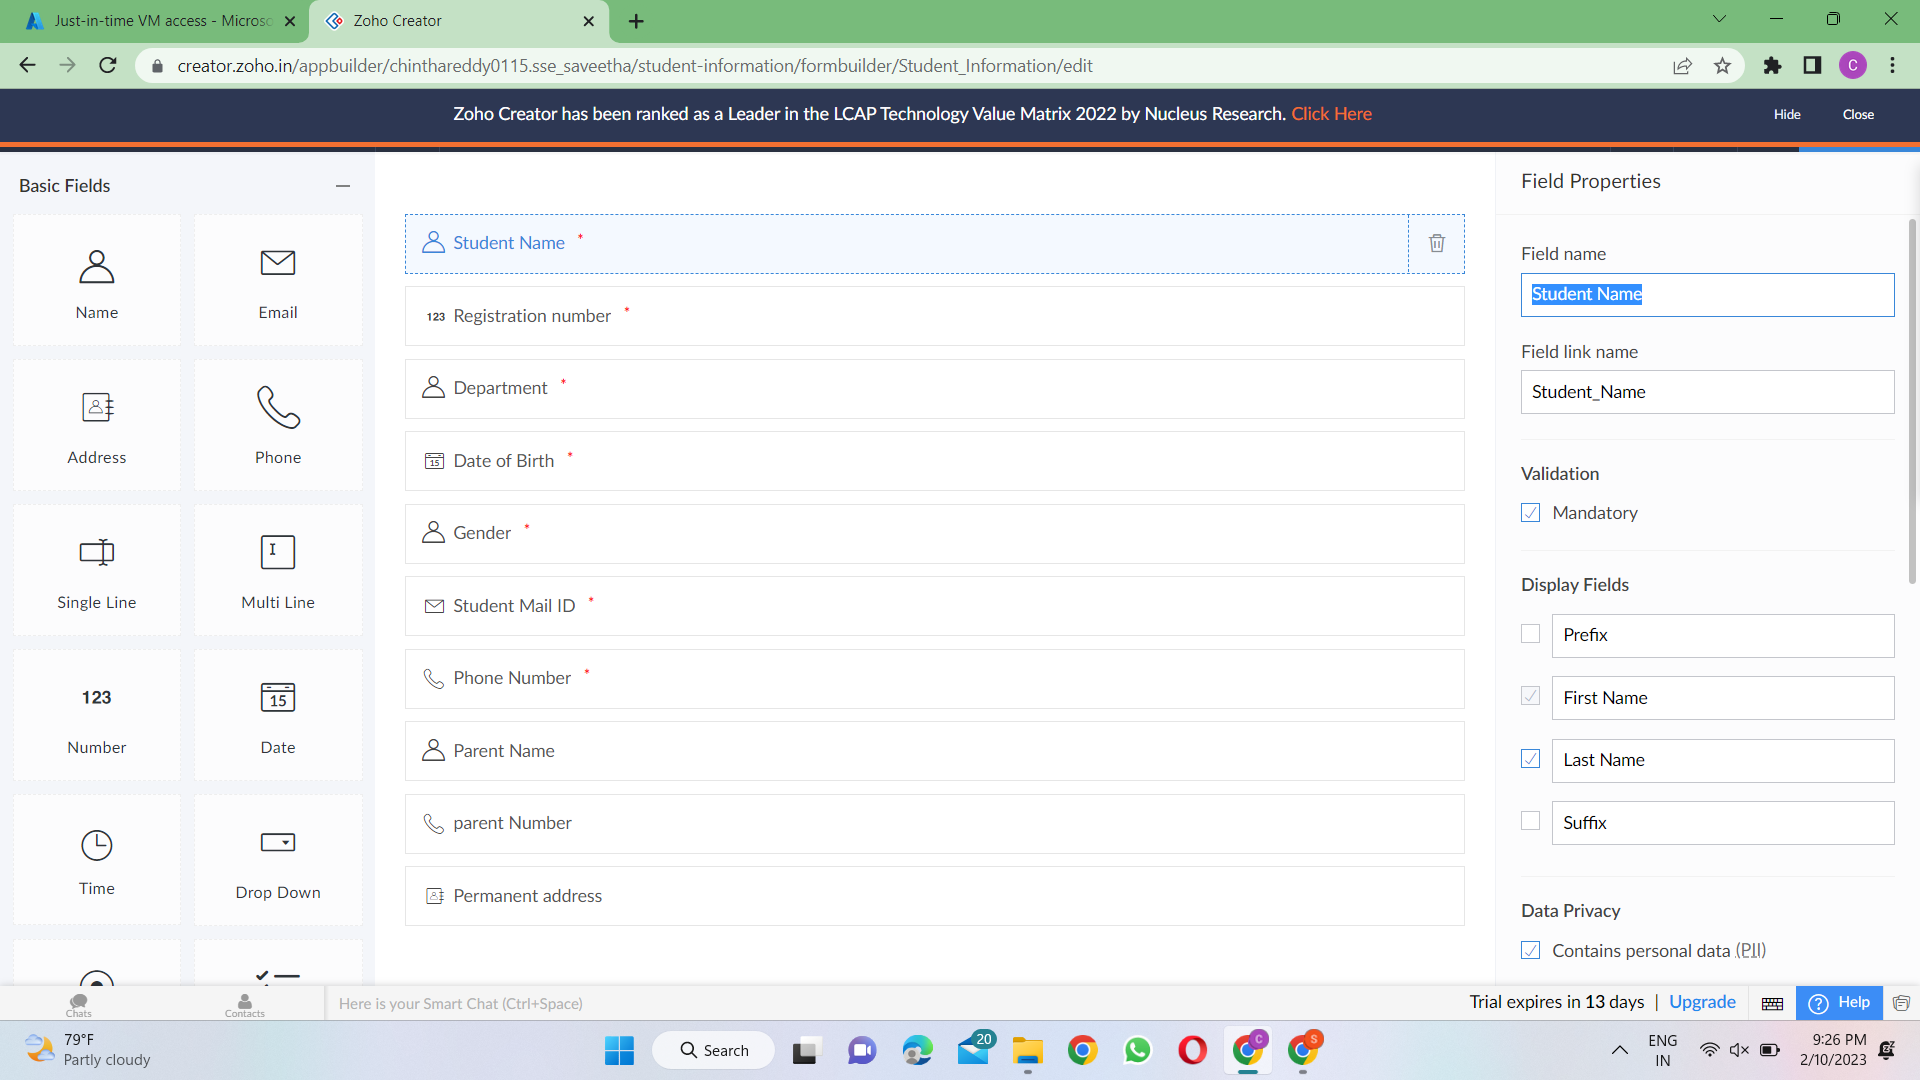 Just-in-time VM access - Microso
Zoho Creator
creator.zoho.in/appbuilder/chinthareddy0115.sse_saveetha/student-information/formbuilder/Student_Information/edit
C
Zoho Creator has been ranked as a Leader in the LCAP Technology Value Matrix 2022 by Nucleus Research. Click Here
Hide
Close
Basic Fields
Name
Email
Address
Phone
Single Line
Multi Line
123
Number
15
Date
Time
Drop Down
Student Name *
123 Registration number *
Department *
15 Date of Birth *
Gender *
Student Mail ID *
Phone Number *
Parent Name
parent Number
Permanent address
Field Properties
Field name
Student Name
Field link name
Student_Name
Validation
Mandatory
Display Fields
Prefix
First Name
Last Name
Suffix
Data Privacy
Contains personal data (PII)
Chats
Contacts
Here is your Smart Chat (Ctrl+Space)
Trial expires in 13 days | Upgrade
? Help
79°F
Partly cloudy
Search
20
C
S
ENG
IN
9:26 PM
2/10/2023